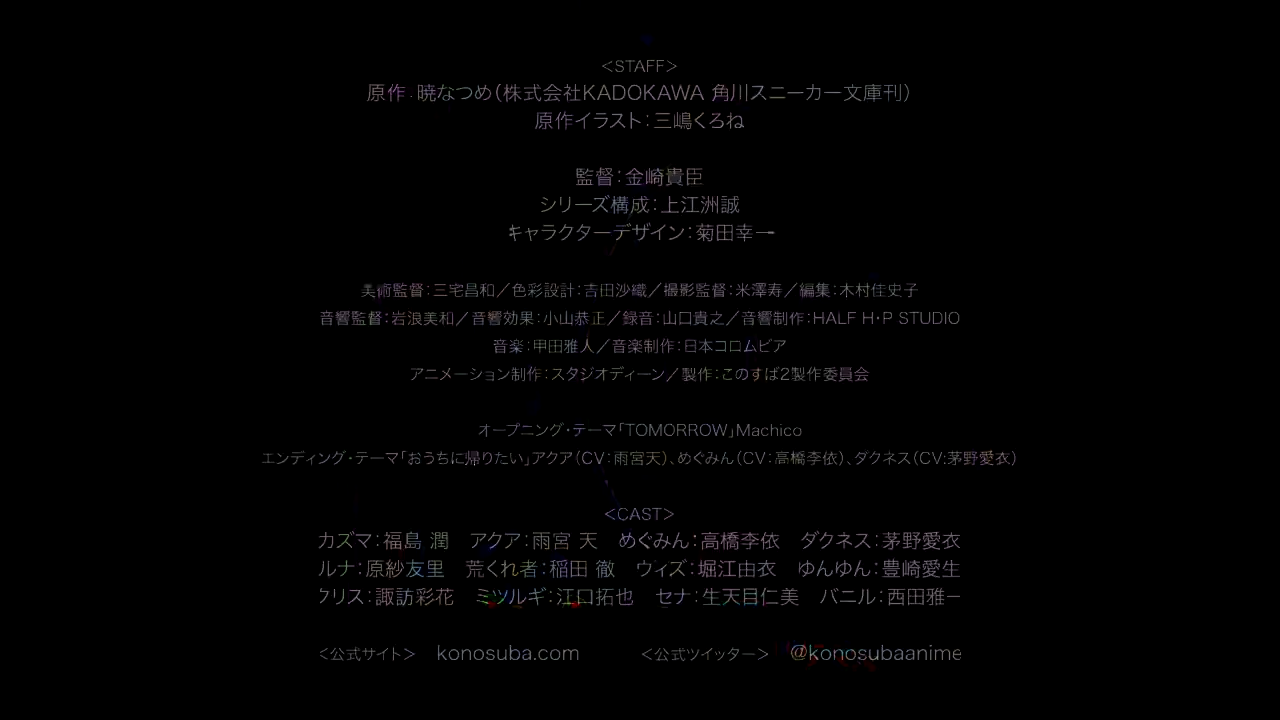 <STAFF>
原作:暁なつめ(株式会社KADOKAWA 角川スニーカー文庫刊)
原作イラスト:三嶋くろね
監督:金崎貴臣
シリーズ構成:上江洲誠
キャラクターデザイン:菊田幸一
美術監督:三宅昌和/色彩設計:吉田沙織/撮影監督:米澤寿/編集:木村佳史子
音響監督:岩浪美和/音響効果:小山恭正/録音:山口貴之/音響制作:HALF H・P STUDIO
音楽:甲田雅人/音楽制作:日本コロムビア
アニメーション制作:スタジオディーン/製作:このすば2製作委員会
オープニング・テーマ「TOMORROW」Machico
エンディング・テーマ「おうちに帰りたい」アクア(CV:雨宮天)、めぐみん(CV:高橋李依)、ダクネス(CV:茅野愛衣)
<CAST>
カズマ:福島 潤 アクア:雨宮 天 めぐみん:高橋李依 ダクネス:茅野愛衣
ルナ:原紗友里 荒くれ者:稲田 徹 ウィズ:堀江由衣 ゆんゆん:豊崎愛生
クリス:諏訪彩花 ミツルギ:江口拓也 セナ:生天目仁美 バニル:西田雅一
<公式サイト> konosuba.com <公式ツイッター> @konosubaanime